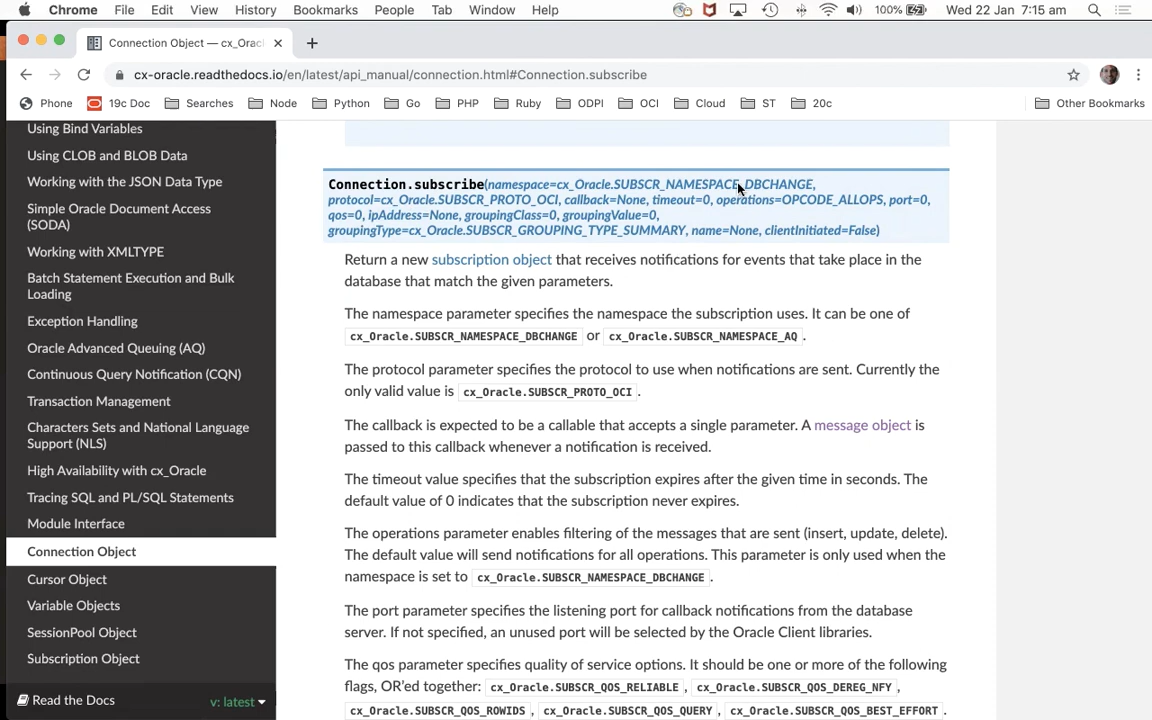 Chrome File Edit View History Bookmarks People Tab Window Help 100% Wed 22 Jan 7:15 am
Connection Object — cx_Orac
cx-oracle.readthedocs.io/en/latest/api_manual/connection.html#Connection.subscribe
Phone 19c Doc Searches Node Python Go PHP Ruby ODPI OCI Cloud ST 20c Other Bookmarks
Using Bind Variables
Using CLOB and BLOB Data
Working with the JSON Data Type
Simple Oracle Document Access
(SODA)
Working with XMLTYPE
Batch Statement Execution and Bulk
Loading
Exception Handling
Oracle Advanced Queuing (AQ)
Continuous Query Notification (CQN)
Transaction Management
Characters Sets and National Language
Support (NLS)
High Availability with cx_Oracle
Tracing SQL and PL/SQL Statements
Module Interface
Connection Object
Cursor Object
Variable Objects
SessionPool Object
Subscription Object
Read the Docs v: latest
Connection.subscribe(namespace=cx_Oracle.SUBSCR_NAMESPACE_DBCHANGE,
protocol=cx_Oracle.SUBSCR_PROTO_OCI, callback=None, timeout=0, operations=OPCODE_ALLOPS, port=0,
qos=0, ipAddress=None, groupingClass=0, groupingValue=0,
groupingType=cx_Oracle.SUBSCR_GROUPING_TYPE_SUMMARY, name=None, clientInitiated=False)
Return a new subscription object that receives notifications for events that take place in the
database that match the given parameters.
The namespace parameter specifies the namespace the subscription uses. It can be one of
cx_Oracle.SUBSCR_NAMESPACE_DBCHANGE or cx_Oracle.SUBSCR_NAMESPACE_AQ .
The protocol parameter specifies the protocol to use when notifications are sent. Currently the
only valid value is cx_Oracle.SUBSCR_PROTO_OCI .
The callback is expected to be a callable that accepts a single parameter. A message object is
passed to this callback whenever a notification is received.
The timeout value specifies that the subscription expires after the given time in seconds. The
default value of 0 indicates that the subscription never expires.
The operations parameter enables filtering of the messages that are sent (insert, update, delete).
The default value will send notifications for all operations. This parameter is only used when the
namespace is set to cx_Oracle.SUBSCR_NAMESPACE_DBCHANGE .
The port parameter specifies the listening port for callback notifications from the database
server. If not specified, an unused port will be selected by the Oracle Client libraries.
The qos parameter specifies quality of service options. It should be one or more of the following
flags, OR'ed together: cx_Oracle.SUBSCR_QOS_RELIABLE , cx_Oracle.SUBSCR_QOS_DEREG_NFY ,
cx_Oracle.SUBSCR_QOS_ROWIDS , cx_Oracle.SUBSCR_QOS_QUERY , cx_Oracle.SUBSCR_QOS_BEST_EFFORT .